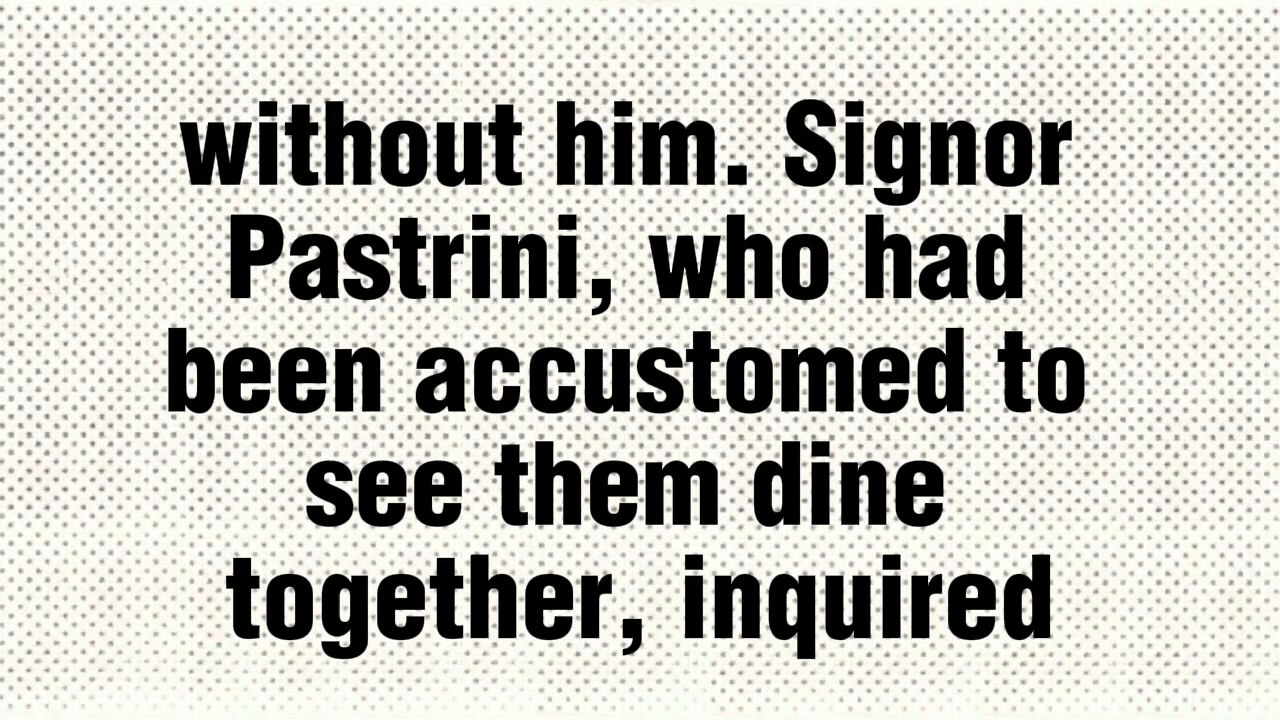 without him. Signor
Pastrini, who had
been accustomed to
see them dine
together, inquired